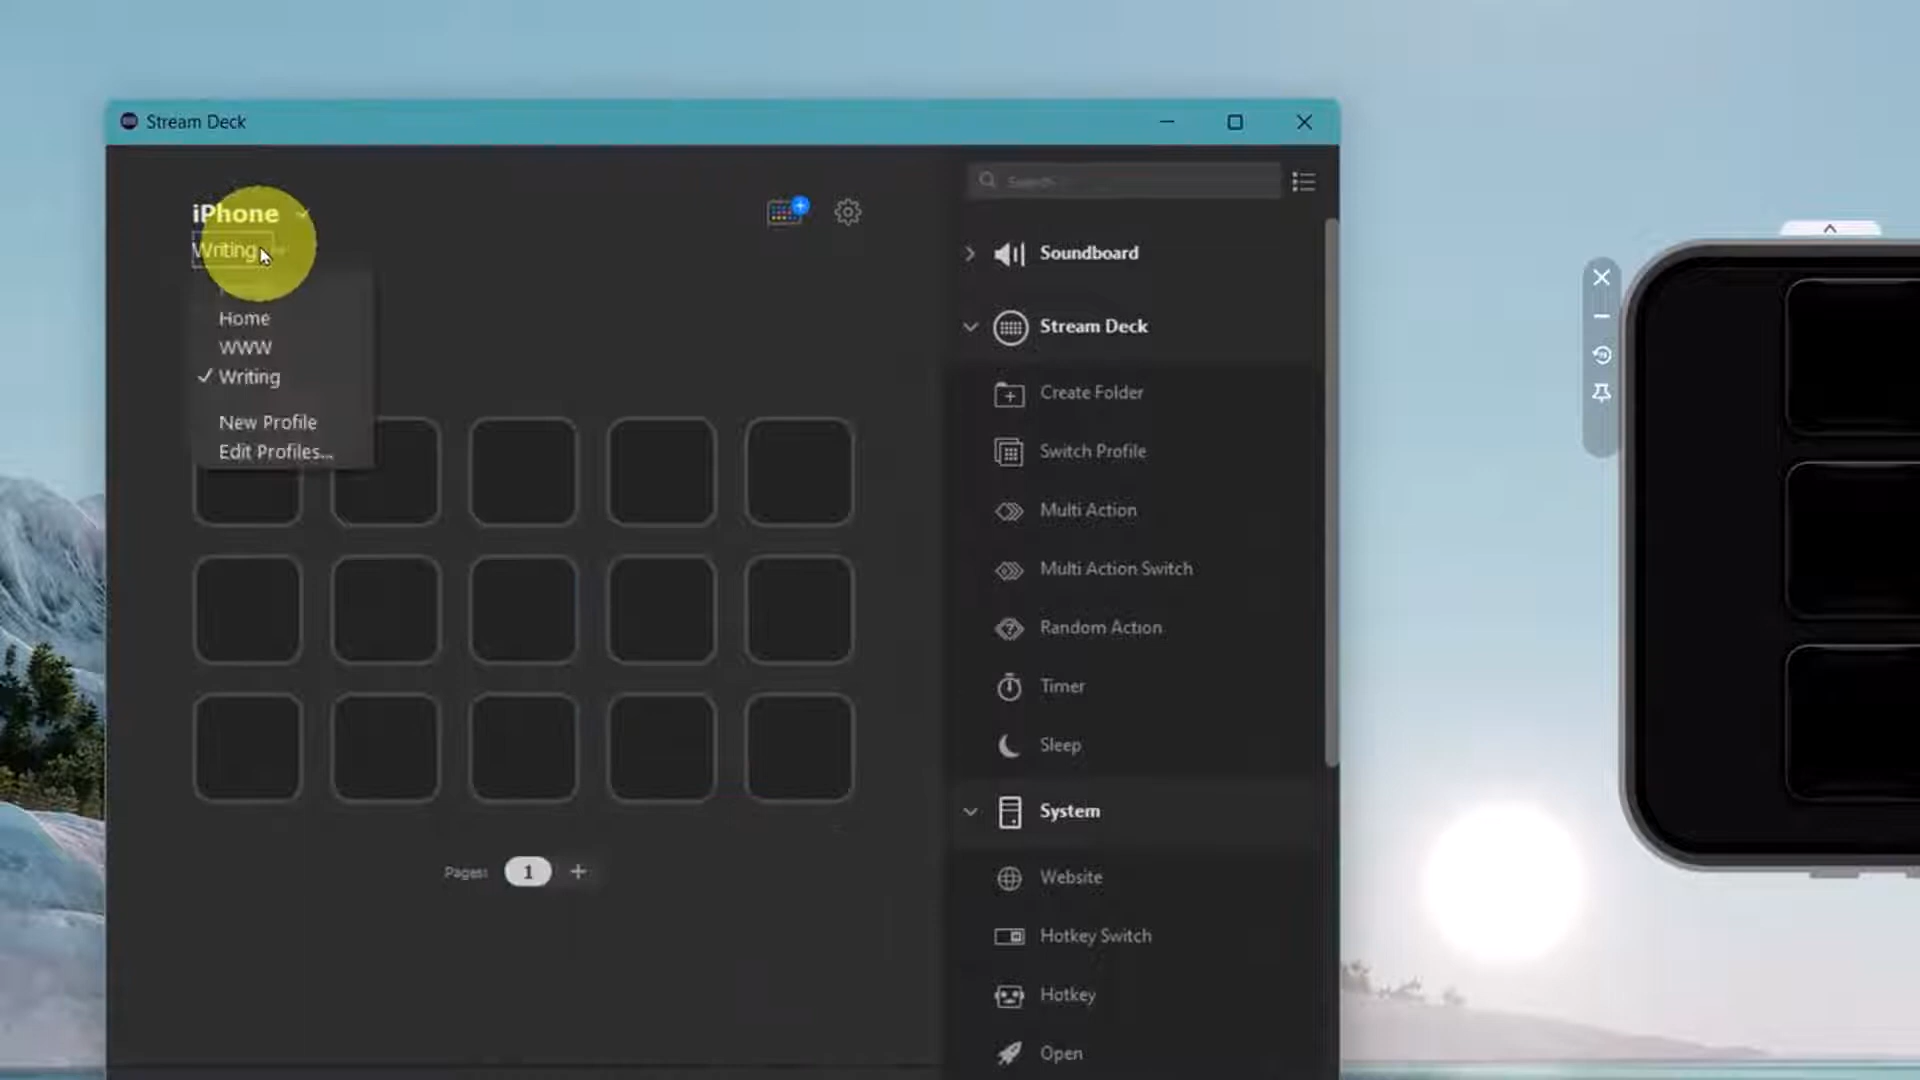 Stream Deck
iPhone
Writing
Home
WWW
Writing
New Profile
Edit Profiles...
Pages:
1
Search
Soundboard
Stream Deck
Create Folder
Switch Profile
Multi Action
Multi Action Switch
Random Action
Timer
Sleep
System
Website
Hotkey Switch
Hotkey
Open